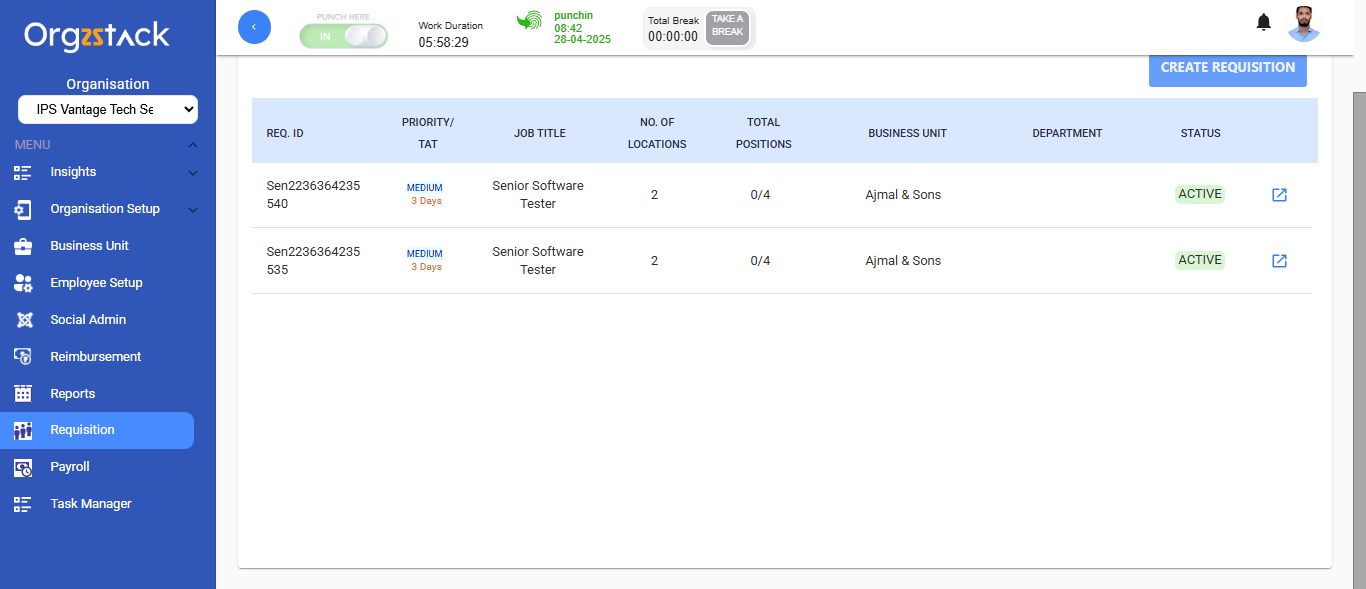 Orgzstack
Organisation
IPS Vantage Tech Se
MENU
Insights
Organisation Setup
Business Unit
Employee Setup
Social Admin
Reimbursement
Reports
Requisition
Payroll
Task Manager
PUNCH HERE
IN
Work Duration
05:58:29
punchin
08:42
28-04-2025
Total Break
00:00:00
TAKE A
BREAK
CREATE REQUISITION
REQ. ID
PRIORITY/
TAT
JOB TITLE
NO. OF
LOCATIONS
TOTAL
POSITIONS
BUSINESS UNIT
DEPARTMENT
STATUS
Sen2236364235
540
MEDIUM
3 Days
Senior Software
Tester
2
0/4
Ajmal & Sons
ACTIVE
Sen2236364235
535
MEDIUM
3 Days
Senior Software
Tester
2
0/4
Ajmal & Sons
ACTIVE